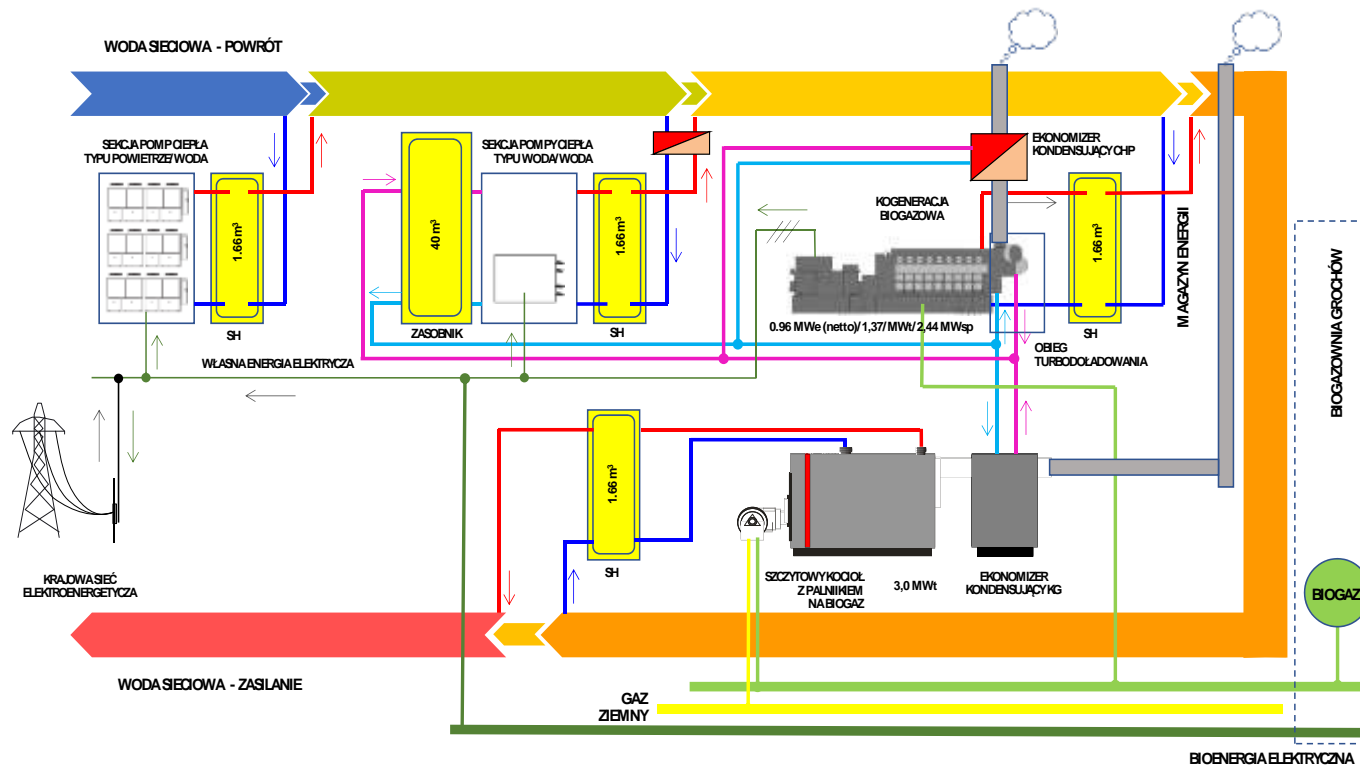 WODA SIECIOWA - POWRÓT
SEKCJA POMP CIEPŁA
TYPU POWIETRZE/WODA
SEKCJA POMPY CIEPŁA
TYPU WODA/WODA
EKONOMIZER
KONDENSUJĄCY CHP
KOGENERACJA
BIOGAZOWA
1.66 m³
40 m³
1.66 m³
1.66 m³
MAGAZYN ENERGII
BIOGAZOWNIA GROCHÓW
SH
ZASOBNIK
SH
0.96 MWe (netto)/ 1,37/ MWt/ 2,44 MWsp
SH
OBIEG
TURBODOŁADOWANIA
WŁASNA ENERGIA ELEKTRYCZA
1.66 m³
SH
KRAJOWA SIEĆ
ELEKTROENERGETYCZA
SZCZYTOWY KOCIOŁ
Z PALNIKIEM
NA BIOGAZ
3,0 MWt
EKONOMIZER
KONDENSUJĄCY KG
BIOGAZ
WODA SIECIOWA - ZASILANIE
GAZ
ZIEMNY
BIOENERGIA ELEKTRYCZNA